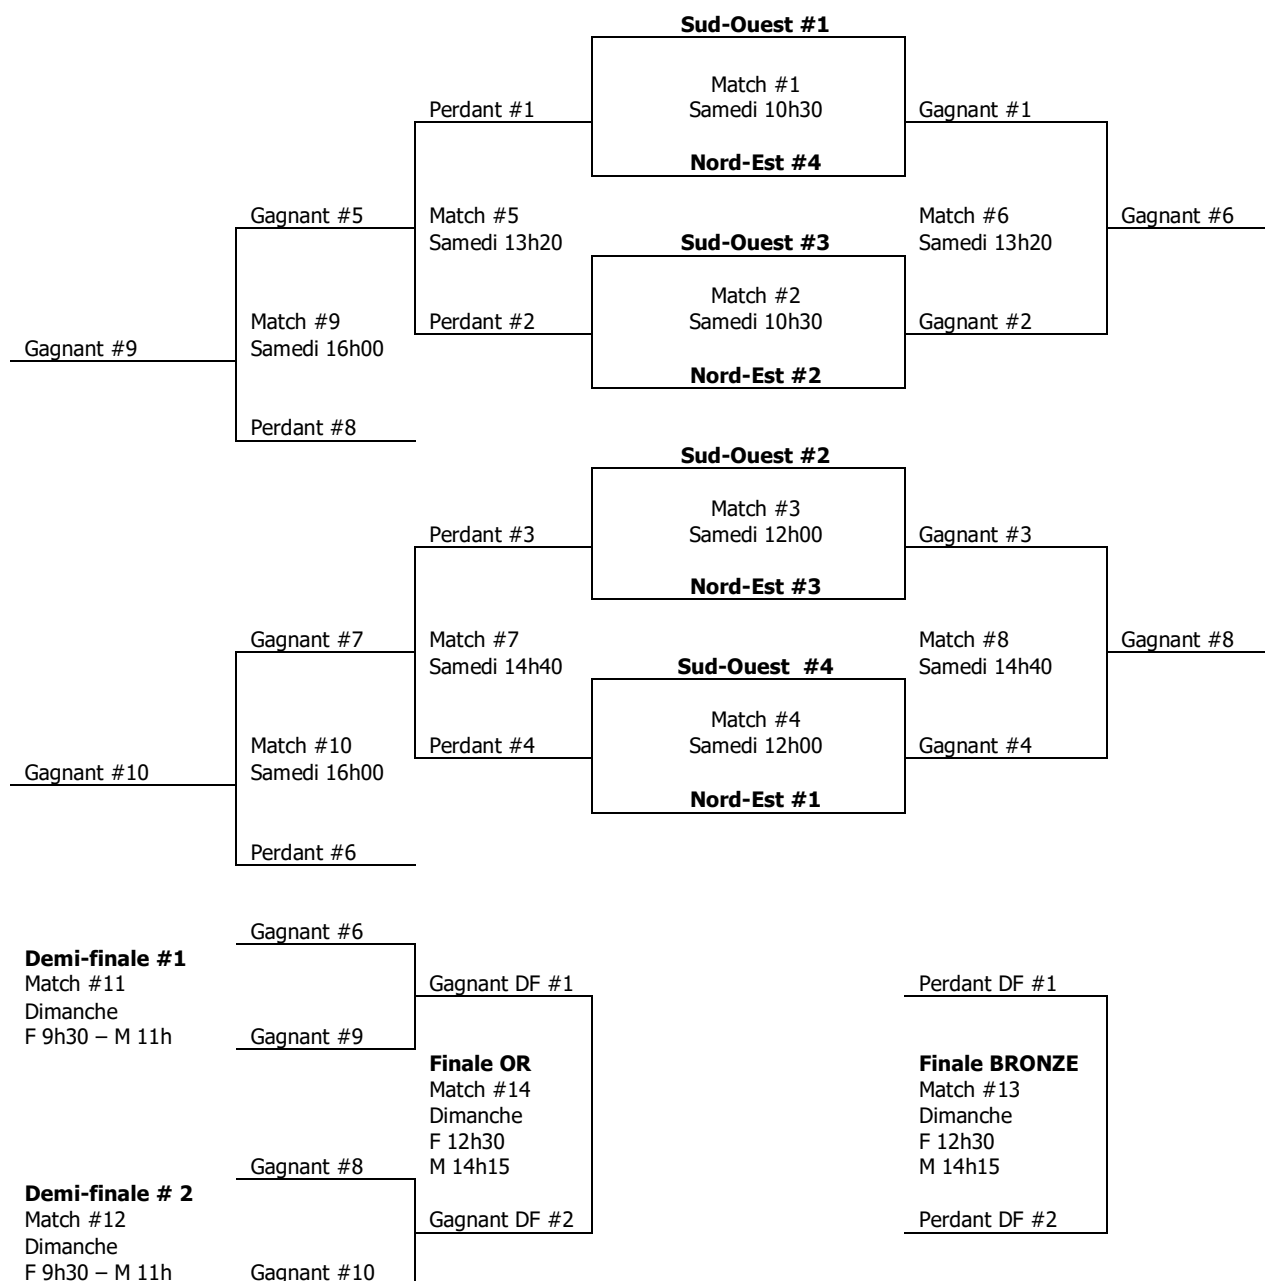 Sud-Ouest #1
Match #1
Perdant #1
Samedi 10h30
Gagnant #1
Nord-Est #4
Gagnant #5
Match #5
Match #6
Gagnant #6
Samedi 13h20
Sud-Ouest #3
Samedi 13h20
Match #2
Match #9
Perdant #2
Samedi 10h30
Gagnant #2
Gagnant #9
Samedi 16h00
Nord-Est #2
Perdant #8
Sud-Ouest #2
Match #3
Perdant #3
Samedi 12h00
Gagnant #3
Nord-Est #3
Gagnant #7
Match #7
Match #8
Gagnant #8
Samedi 14h40
Sud-Ouest  #4
Samedi 14h40
Match #4
Match #10
Perdant #4
Samedi 12h00
Gagnant #4
Gagnant #10
Samedi 16h00
Nord-Est #1
Perdant #6
Gagnant #6
Demi-finale #1
Match #11
Dimanche
F 9h30 – M 11h
Gagnant #9
Gagnant DF #1
Perdant DF #1
Finale OR
Match #14
Dimanche
F 12h30
M 14h15
Finale BRONZE
Match #13
Dimanche
F 12h30
M 14h15
Gagnant #8
Demi-finale # 2
Match #12
Dimanche
F 9h30 – M 11h
Gagnant #10
Gagnant DF #2
Perdant DF #2